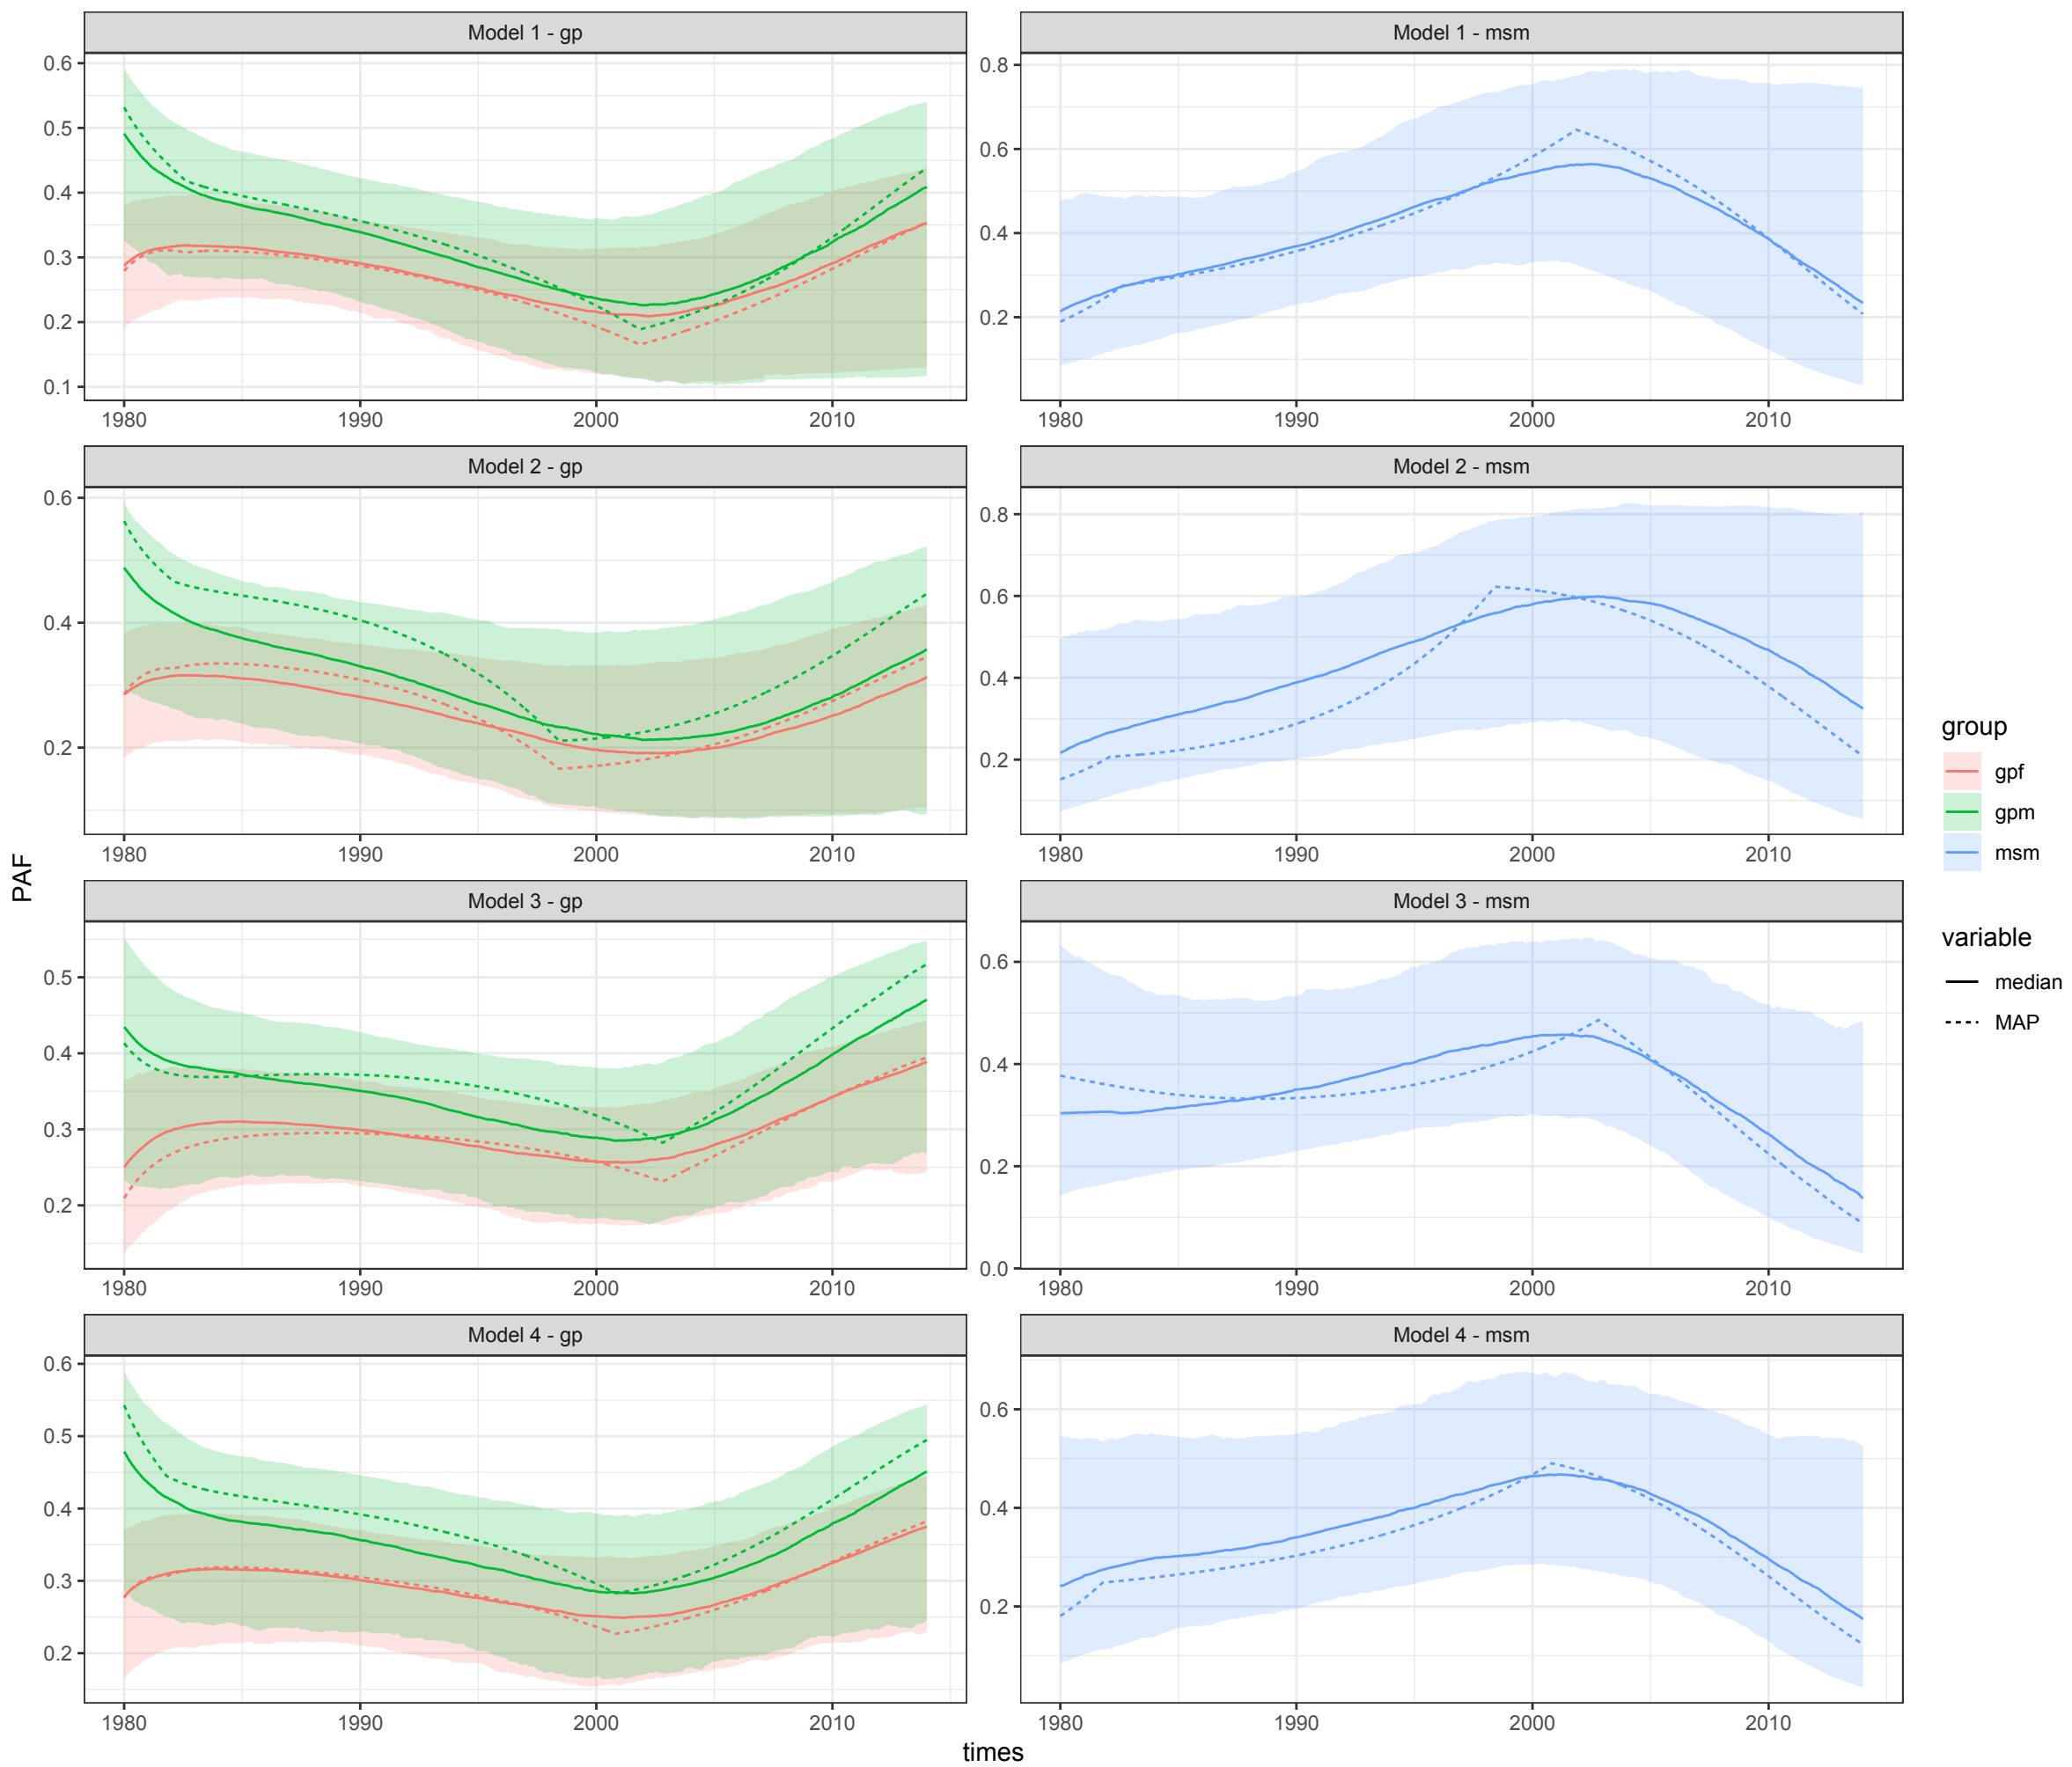 Model 1 - gp
Model 1 - msm
0.6
0.5
0.4
0.3
0.2
0.1
0.8
0.6
0.4
0.2
1980 1990 2000 2010
1980 1990 2000 2010
Model 2 - gp
Model 2 - msm
0.6
0.4
0.2
0.8
0.6
0.4
0.2
1980 1990 2000 2010
1980 1990 2000 2010
Model 3 - gp
Model 3 - msm
0.5
0.4
0.3
0.2
0.6
0.4
0.2
0.0
1980 1990 2000 2010
1980 1990 2000 2010
Model 4 - gp
Model 4 - msm
0.6
0.5
0.4
0.3
0.2
0.6
0.4
0.2
1980 1990 2000 2010
1980 1990 2000 2010
PAF
times
group
gpf
gpm
msm
variable
median
MAP